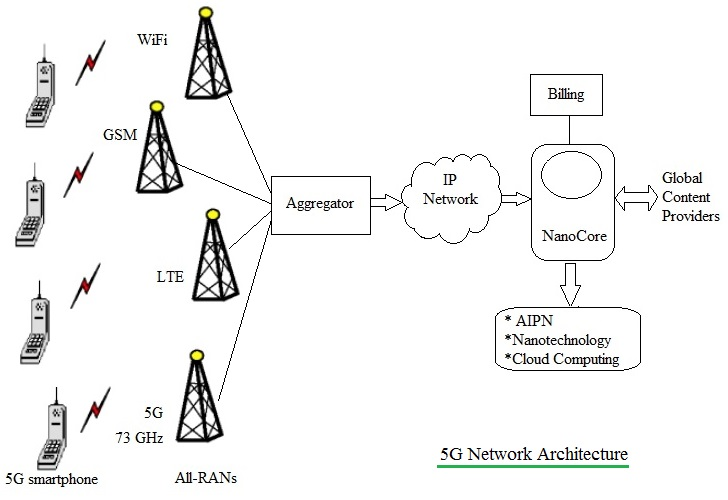 WiFi
GSM
LTE
5G
73 GHz
5G smartphone
All-RANs
Aggregator
IP
Network
Billing
NanoCore
Global
Content
Providers
* AIPN
*Nanotechnology
*Cloud Computing
5G Network Architecture